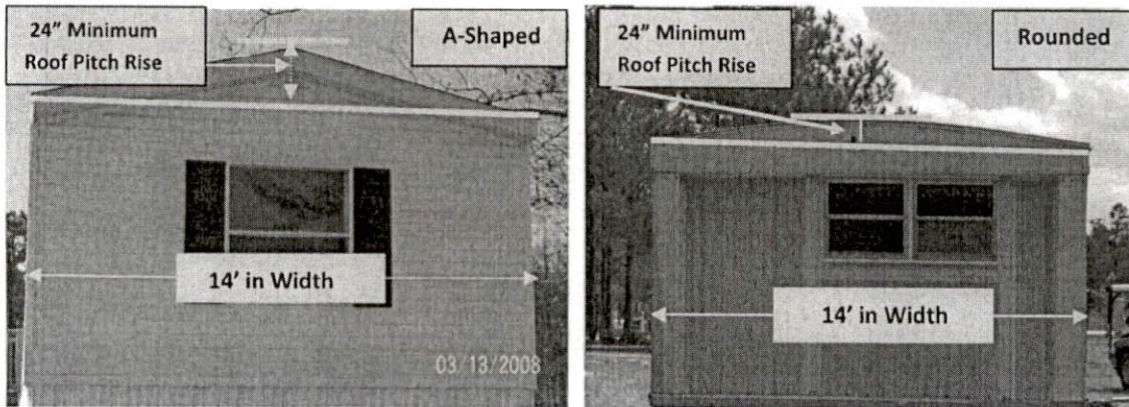 24” Minimum
Roof Pitch Rise
A-Shaped
14’ in Width
03/13/2008
24” Minimum
Roof Pitch Rise
Rounded
14’ in Width